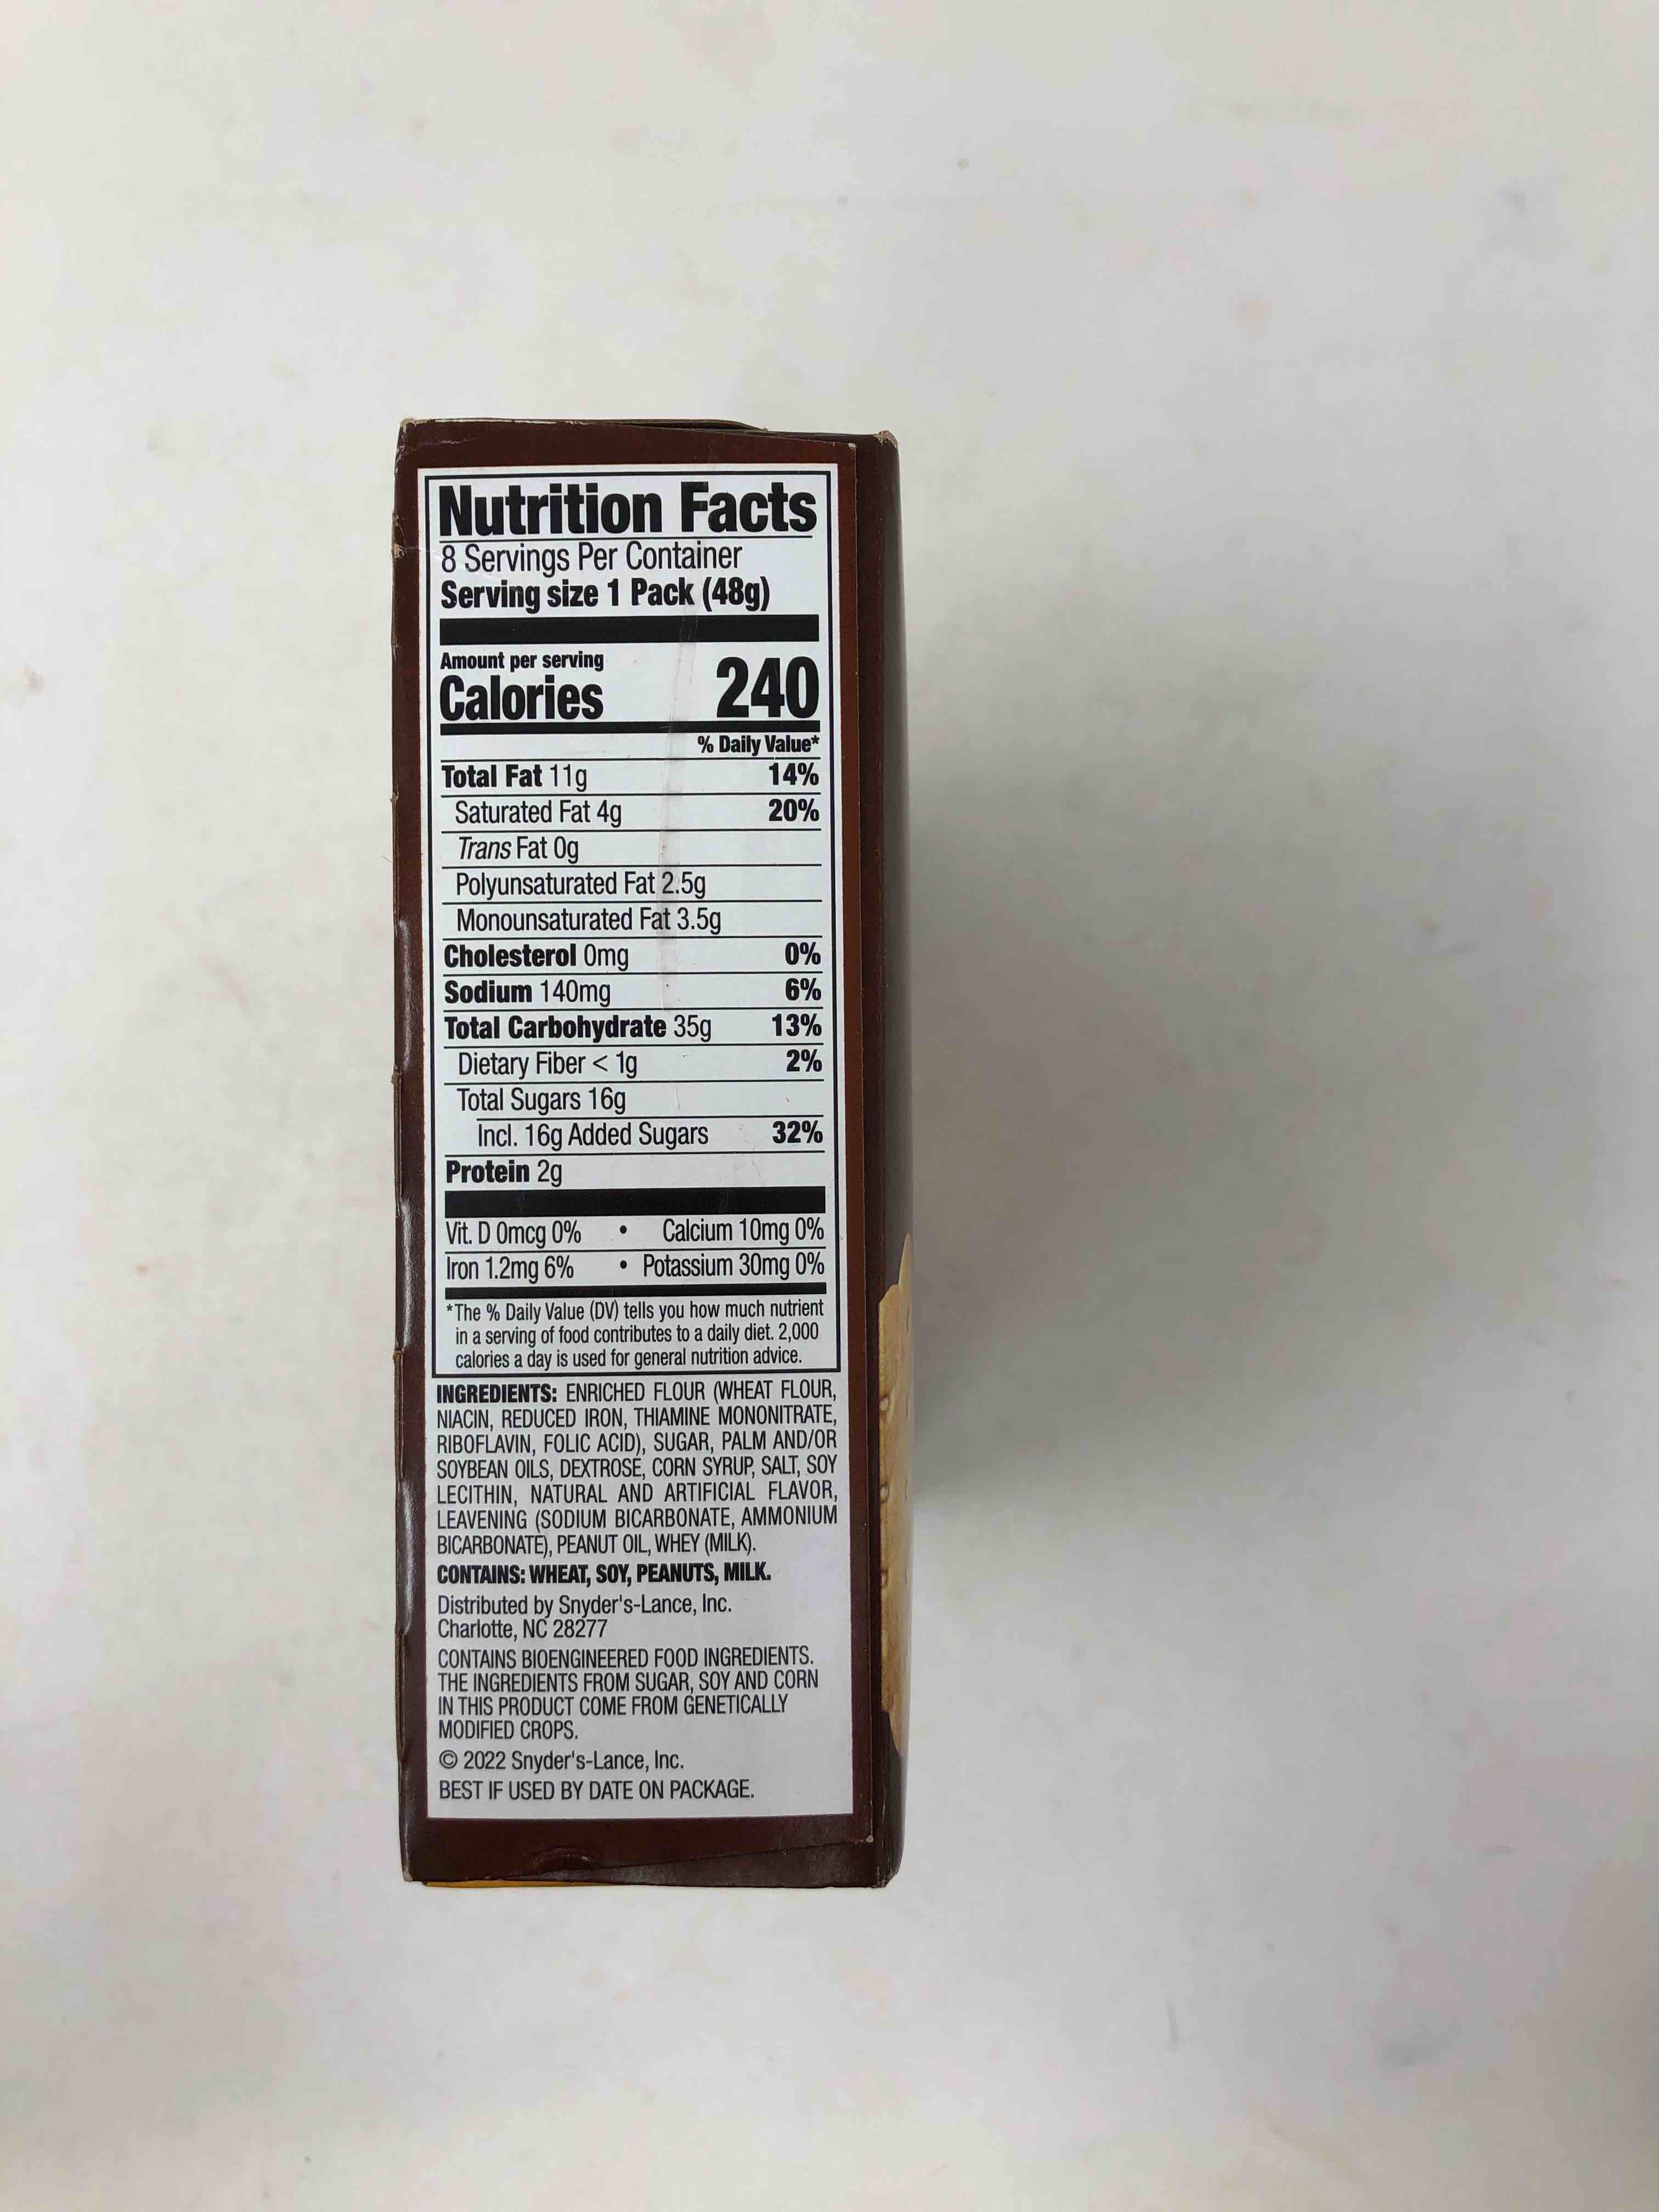 Nutrition Facts
8 Servings Per Container
Serving size 1 Pack (48g)
Amount per serving
Calories 240
% Daily Value*
Total Fat 11g 14%
Saturated Fat 4g 20%
Trans Fat 0g
Polyunsaturated Fat 2.5g
Monounsaturated Fat 3.5g
Cholesterol 0mg 0%
Sodium 140mg 6%
Total Carbohydrate 35g 13%
Dietary Fiber < 1g 2%
Total Sugars 16g
Incl. 16g Added Sugars 32%
Protein 2g
Vit. D 0mcg 0% • Calcium 10mg 0%
Iron 1.2mg 6% • Potassium 30mg 0%
*The % Daily Value (DV) tells you how much nutrient
in a serving of food contributes to a daily diet. 2,000
calories a day is used for general nutrition advice.
INGREDIENTS: ENRICHED FLOUR (WHEAT FLOUR,
NIACIN, REDUCED IRON, THIAMINE MONONITRATE,
RIBOFLAVIN, FOLIC ACID), SUGAR, PALM AND/OR
SOYBEAN OILS, DEXTROSE, CORN SYRUP, SALT, SOY
LECITHIN, NATURAL AND ARTIFICIAL FLAVOR,
LEAVENING (SODIUM BICARBONATE, AMMONIUM
BICARBONATE), PEANUT OIL, WHEY (MILK).
CONTAINS: WHEAT, SOY, PEANUTS, MILK.
Distributed by Snyder's-Lance, Inc.
Charlotte, NC 28277
CONTAINS BIOENGINEERED FOOD INGREDIENTS.
THE INGREDIENTS FROM SUGAR, SOY AND CORN
IN THIS PRODUCT COME FROM GENETICALLY
MODIFIED CROPS.
© 2022 Snyder's-Lance, Inc.
BEST IF USED BY DATE ON PACKAGE.